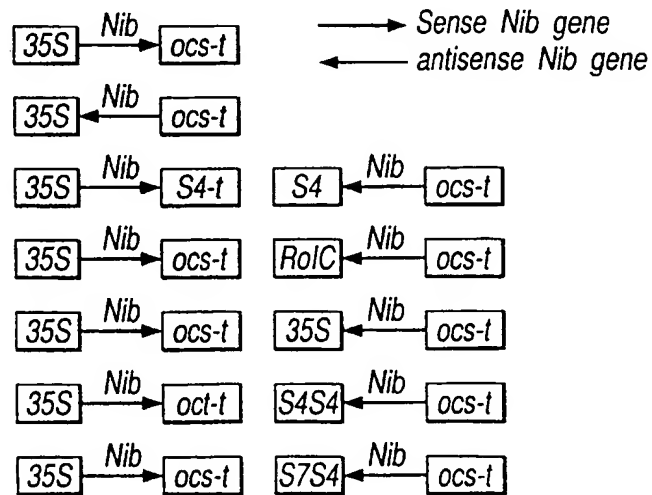 Nib
35S ocs-t
Sense Nib gene
antisense Nib gene
Nib
35S ocs-t
Nib Nib
35S S4-t S4 ocs-t
Nib Nib
35S ocs-t RolC ocs-t
Nib Nib
35S ocs-t 35S ocs-t
Nib Nib
35S oct-t S4S4 ocs-t
Nib Nib
35S ocs-t S7S4 ocs-t